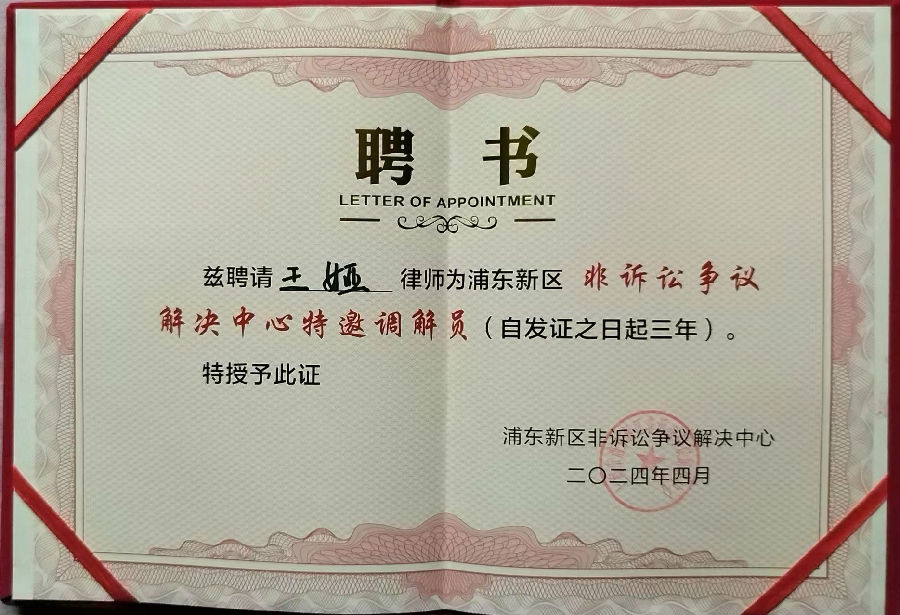 聘 书
LETTER OF APPOINTMENT
兹聘请 王娅 律师为浦东新区 非诉讼争议
解决中心特邀调解员（自发证之日起三年）。
特授予此证
浦东新区非诉讼争议解决中心
二〇二四年四月